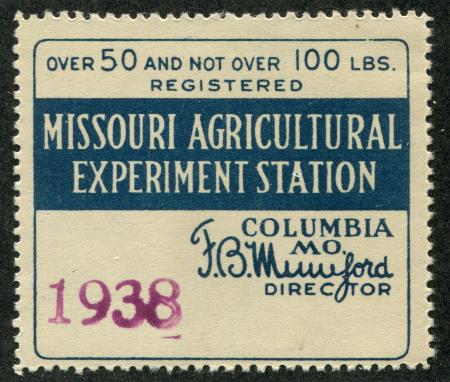 OVER 50 AND NOT OVER 100 LBS.
REGISTERED
MISSOURI AGRICULTURAL
EXPERIMENT STATION
COLUMBIA
MO.
F.B. Mumford
DIRECTOR
1938